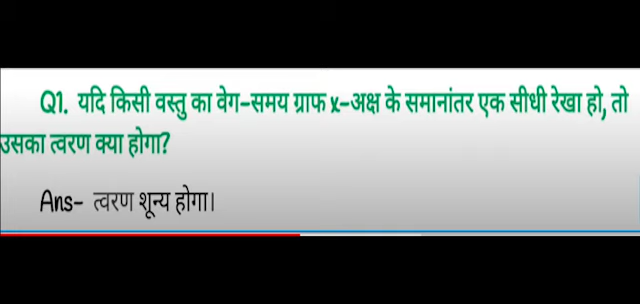 Q1. यदि किसी वस्तु का वेग-समय ग्राफ x-अक्ष के समानांतर एक सीधी रेखा हो, तो
उसका त्वरण क्या होगा?
Ans- त्वरण शून्य होगा।